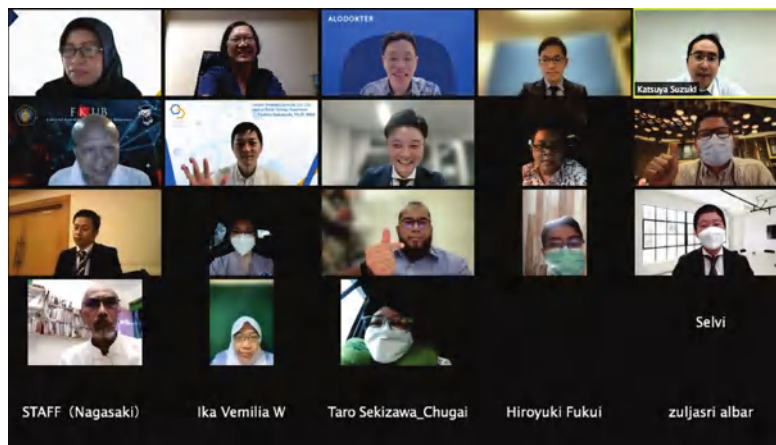 ALODOKTER
Katsuya Suzuki
FKUB
Selvi
STAFF（Nagasaki）
Ika Vemilia W
Taro Sekizawa_Chugai
Hiroyuki Fukui
zuljasri albar